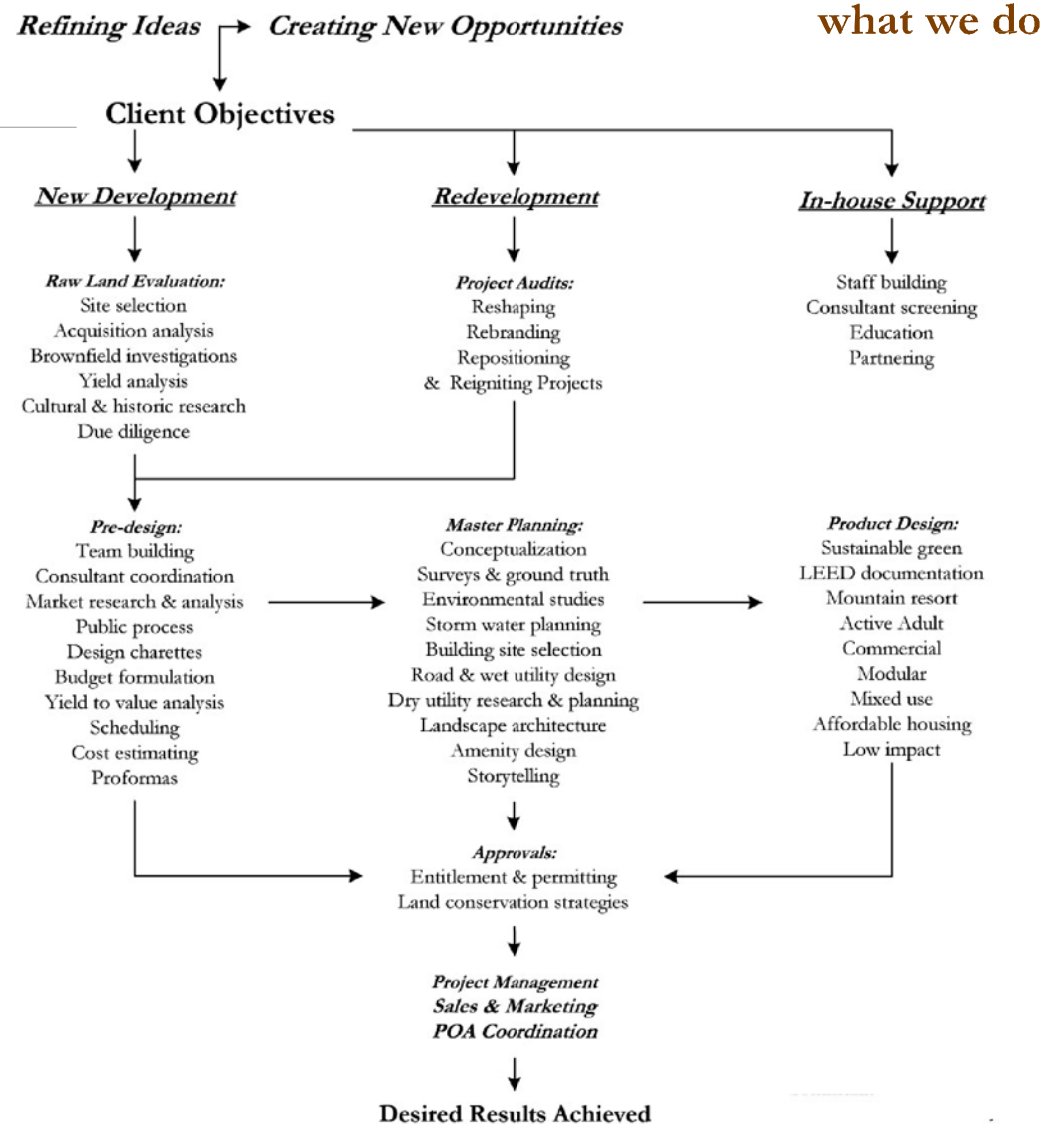 Refining Ideas
Creating New Opportunities
what we do
Client Objectives
New Development
Raw Land Evaluation:
Site selection
Acquisition analysis
Brownfield investigations
Yield analysis
Cultural & historic research
Due diligence
Redevelopment
Project Audits:
Reshaping
Rebranding
Repositioning
& Reigniting Projects
In-house Support
Staff building
Consultant screening
Education
Partnering
Pre-design:
Team building
Consultant coordination
Market research & analysis
Public process
Design charettes
Budget formulation
Yield to value analysis
Scheduling
Cost estimating
Proformas
Master Planning:
Conceptualization
Surveys & ground truth
Environmental studies
Storm water planning
Building site selection
Road & wet utility design
Dry utility research & planning
Landscape architecture
Amenity design
Storytelling
Product Design:
Sustainable green
LEED documentation
Mountain resort
Active Adult
Commercial
Modular
Mixed use
Affordable housing
Low impact
Approvals:
Entitlement & permitting
Land conservation strategies
Project Management
Sales & Marketing
POA Coordination
Desired Results Achieved